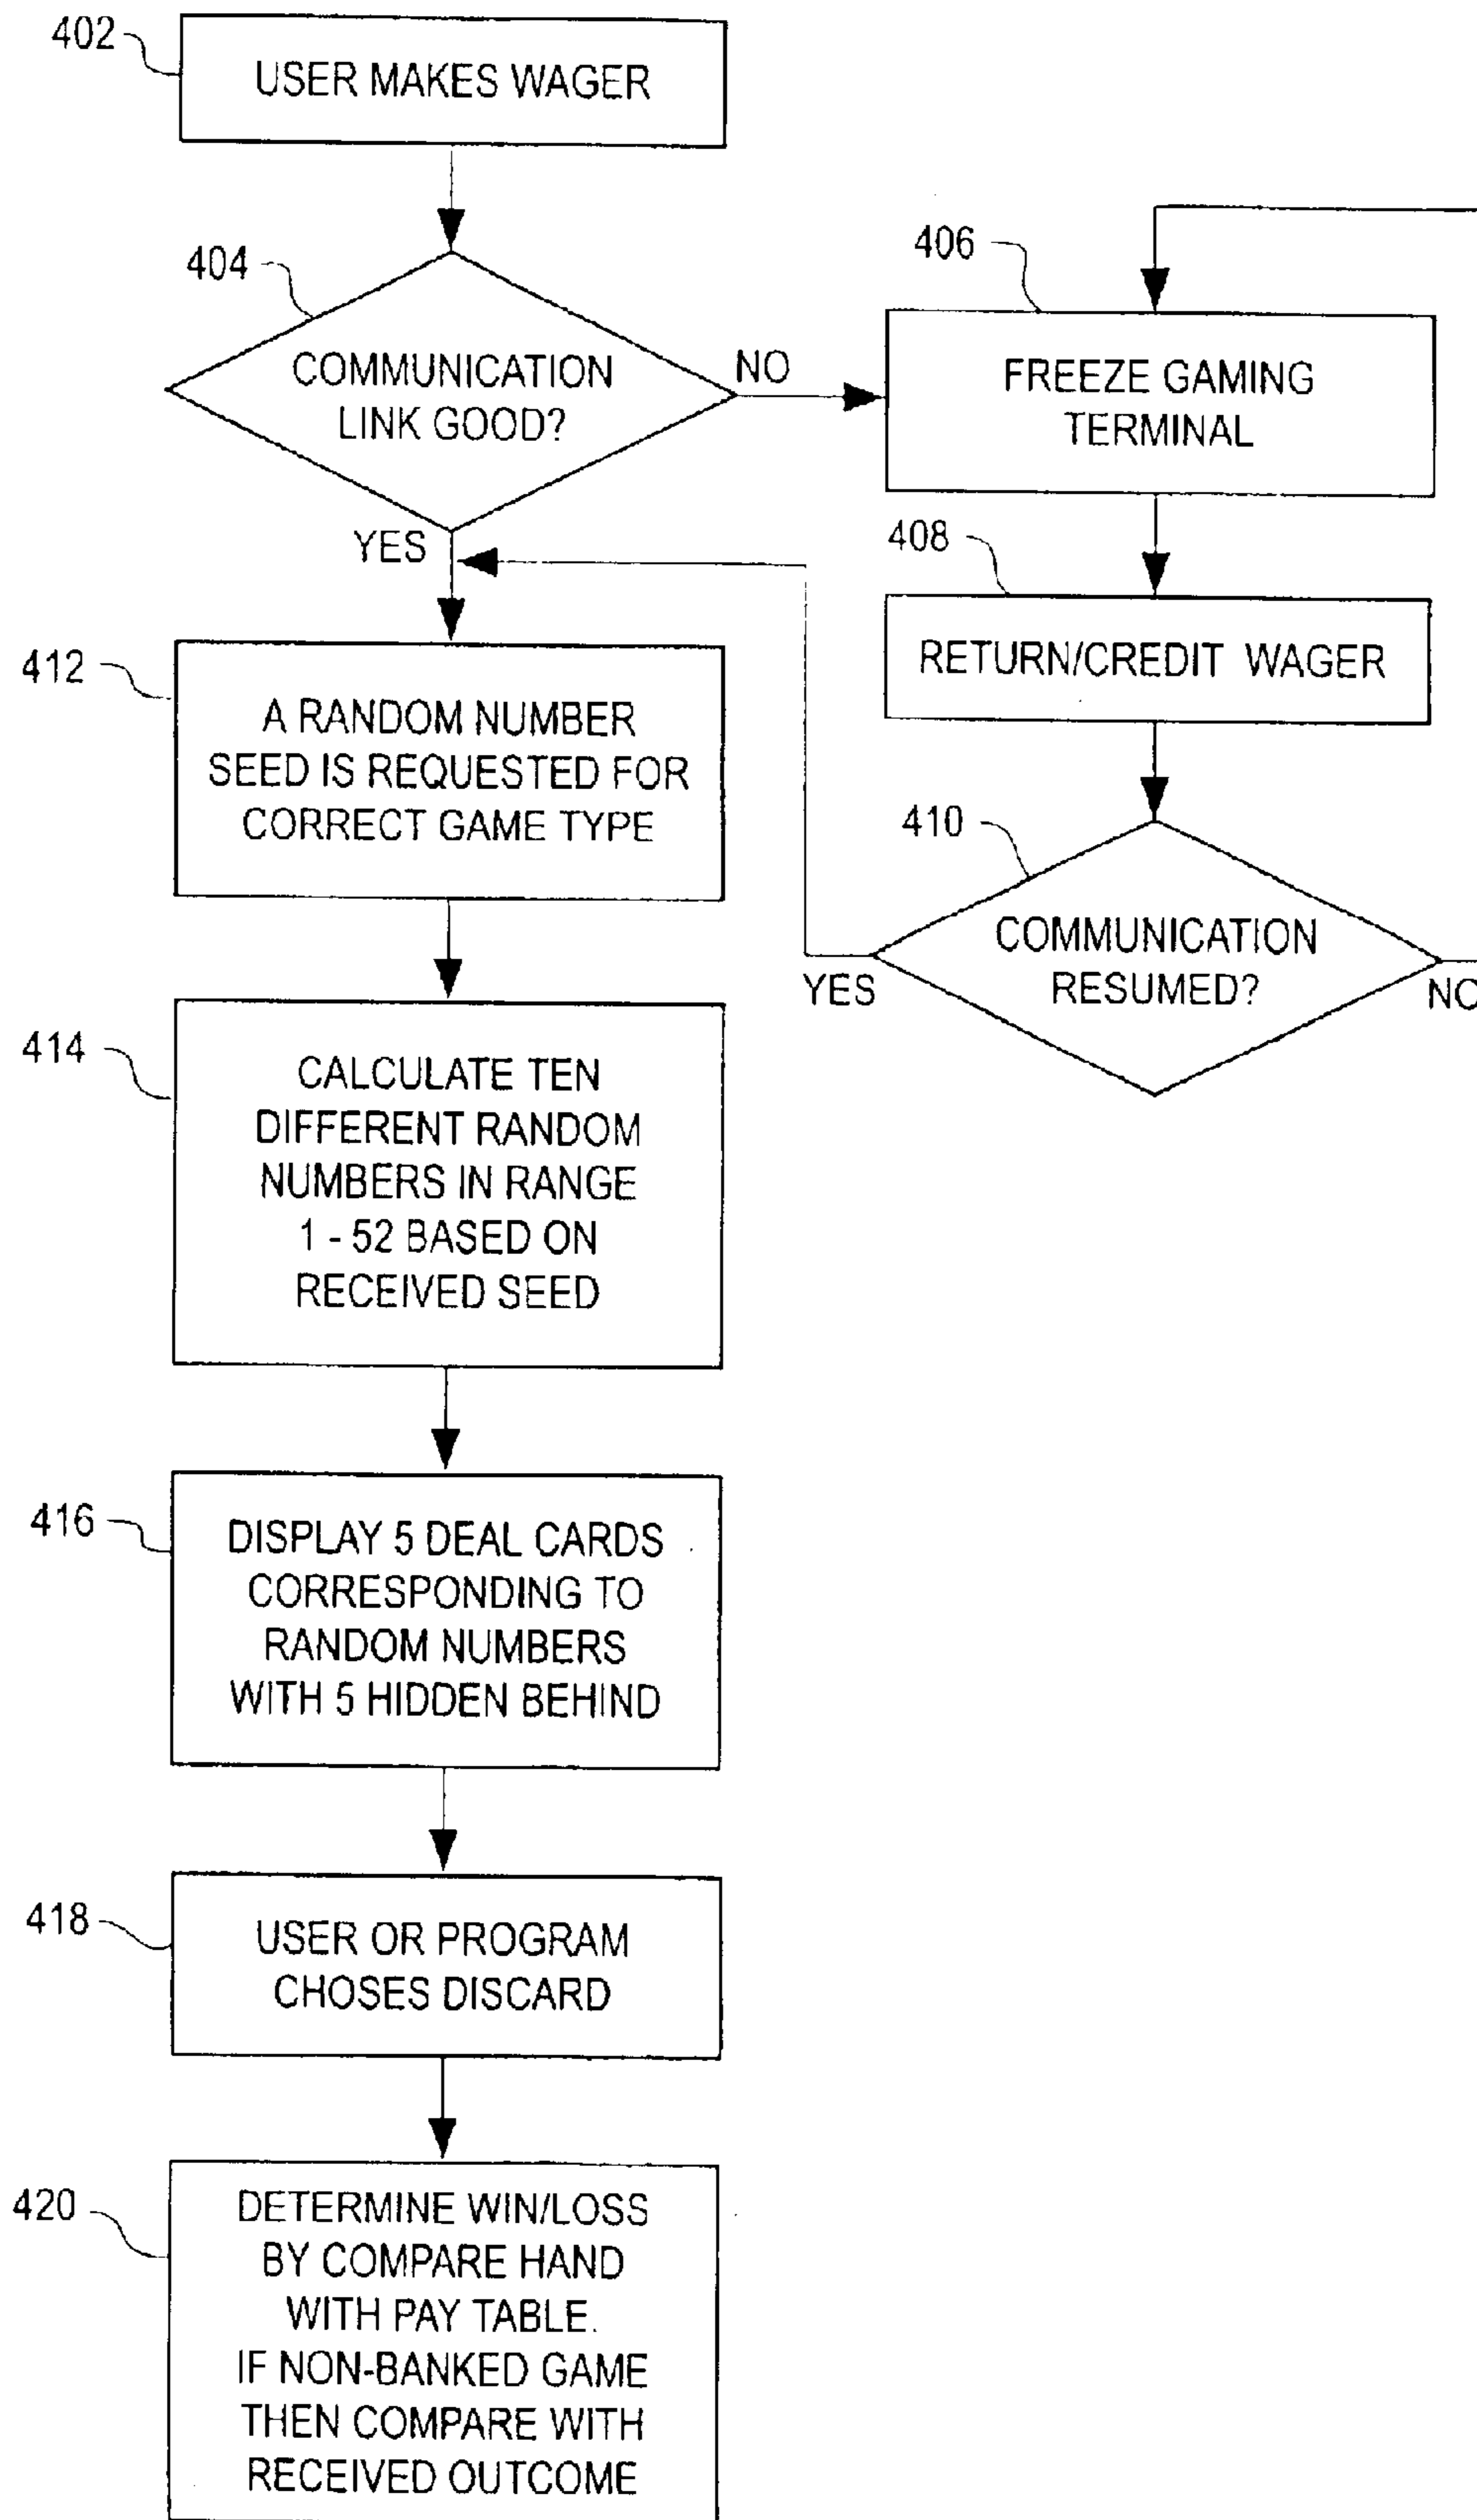 402
USER MAKES WAGER
404
COMMUNICATION
LINK GOOD?
NO
YES
406
FREEZE GAMING
TERMINAL
408
RETURN/CREDIT WAGER
410
COMMUNICATION
RESUMED?
YES
NO
412
A RANDOM NUMBER
SEED IS REQUESTED FOR
CORRECT GAME TYPE
414
CALCULATE TEN
DIFFERENT RANDOM
NUMBERS IN RANGE
1 - 52 BASED ON
RECEIVED SEED
416
DISPLAY 5 DEAL CARDS
CORRESPONDING TO
RANDOM NUMBERS
WITH 5 HIDDEN BEHIND
418
USER OR PROGRAM
CHOSES DISCARD
420
DETERMINE WIN/LOSS
BY COMPARE HAND
WITH PAY TABLE.
IF NON-BANKED GAME
THEN COMPARE WITH
RECEIVED OUTCOME